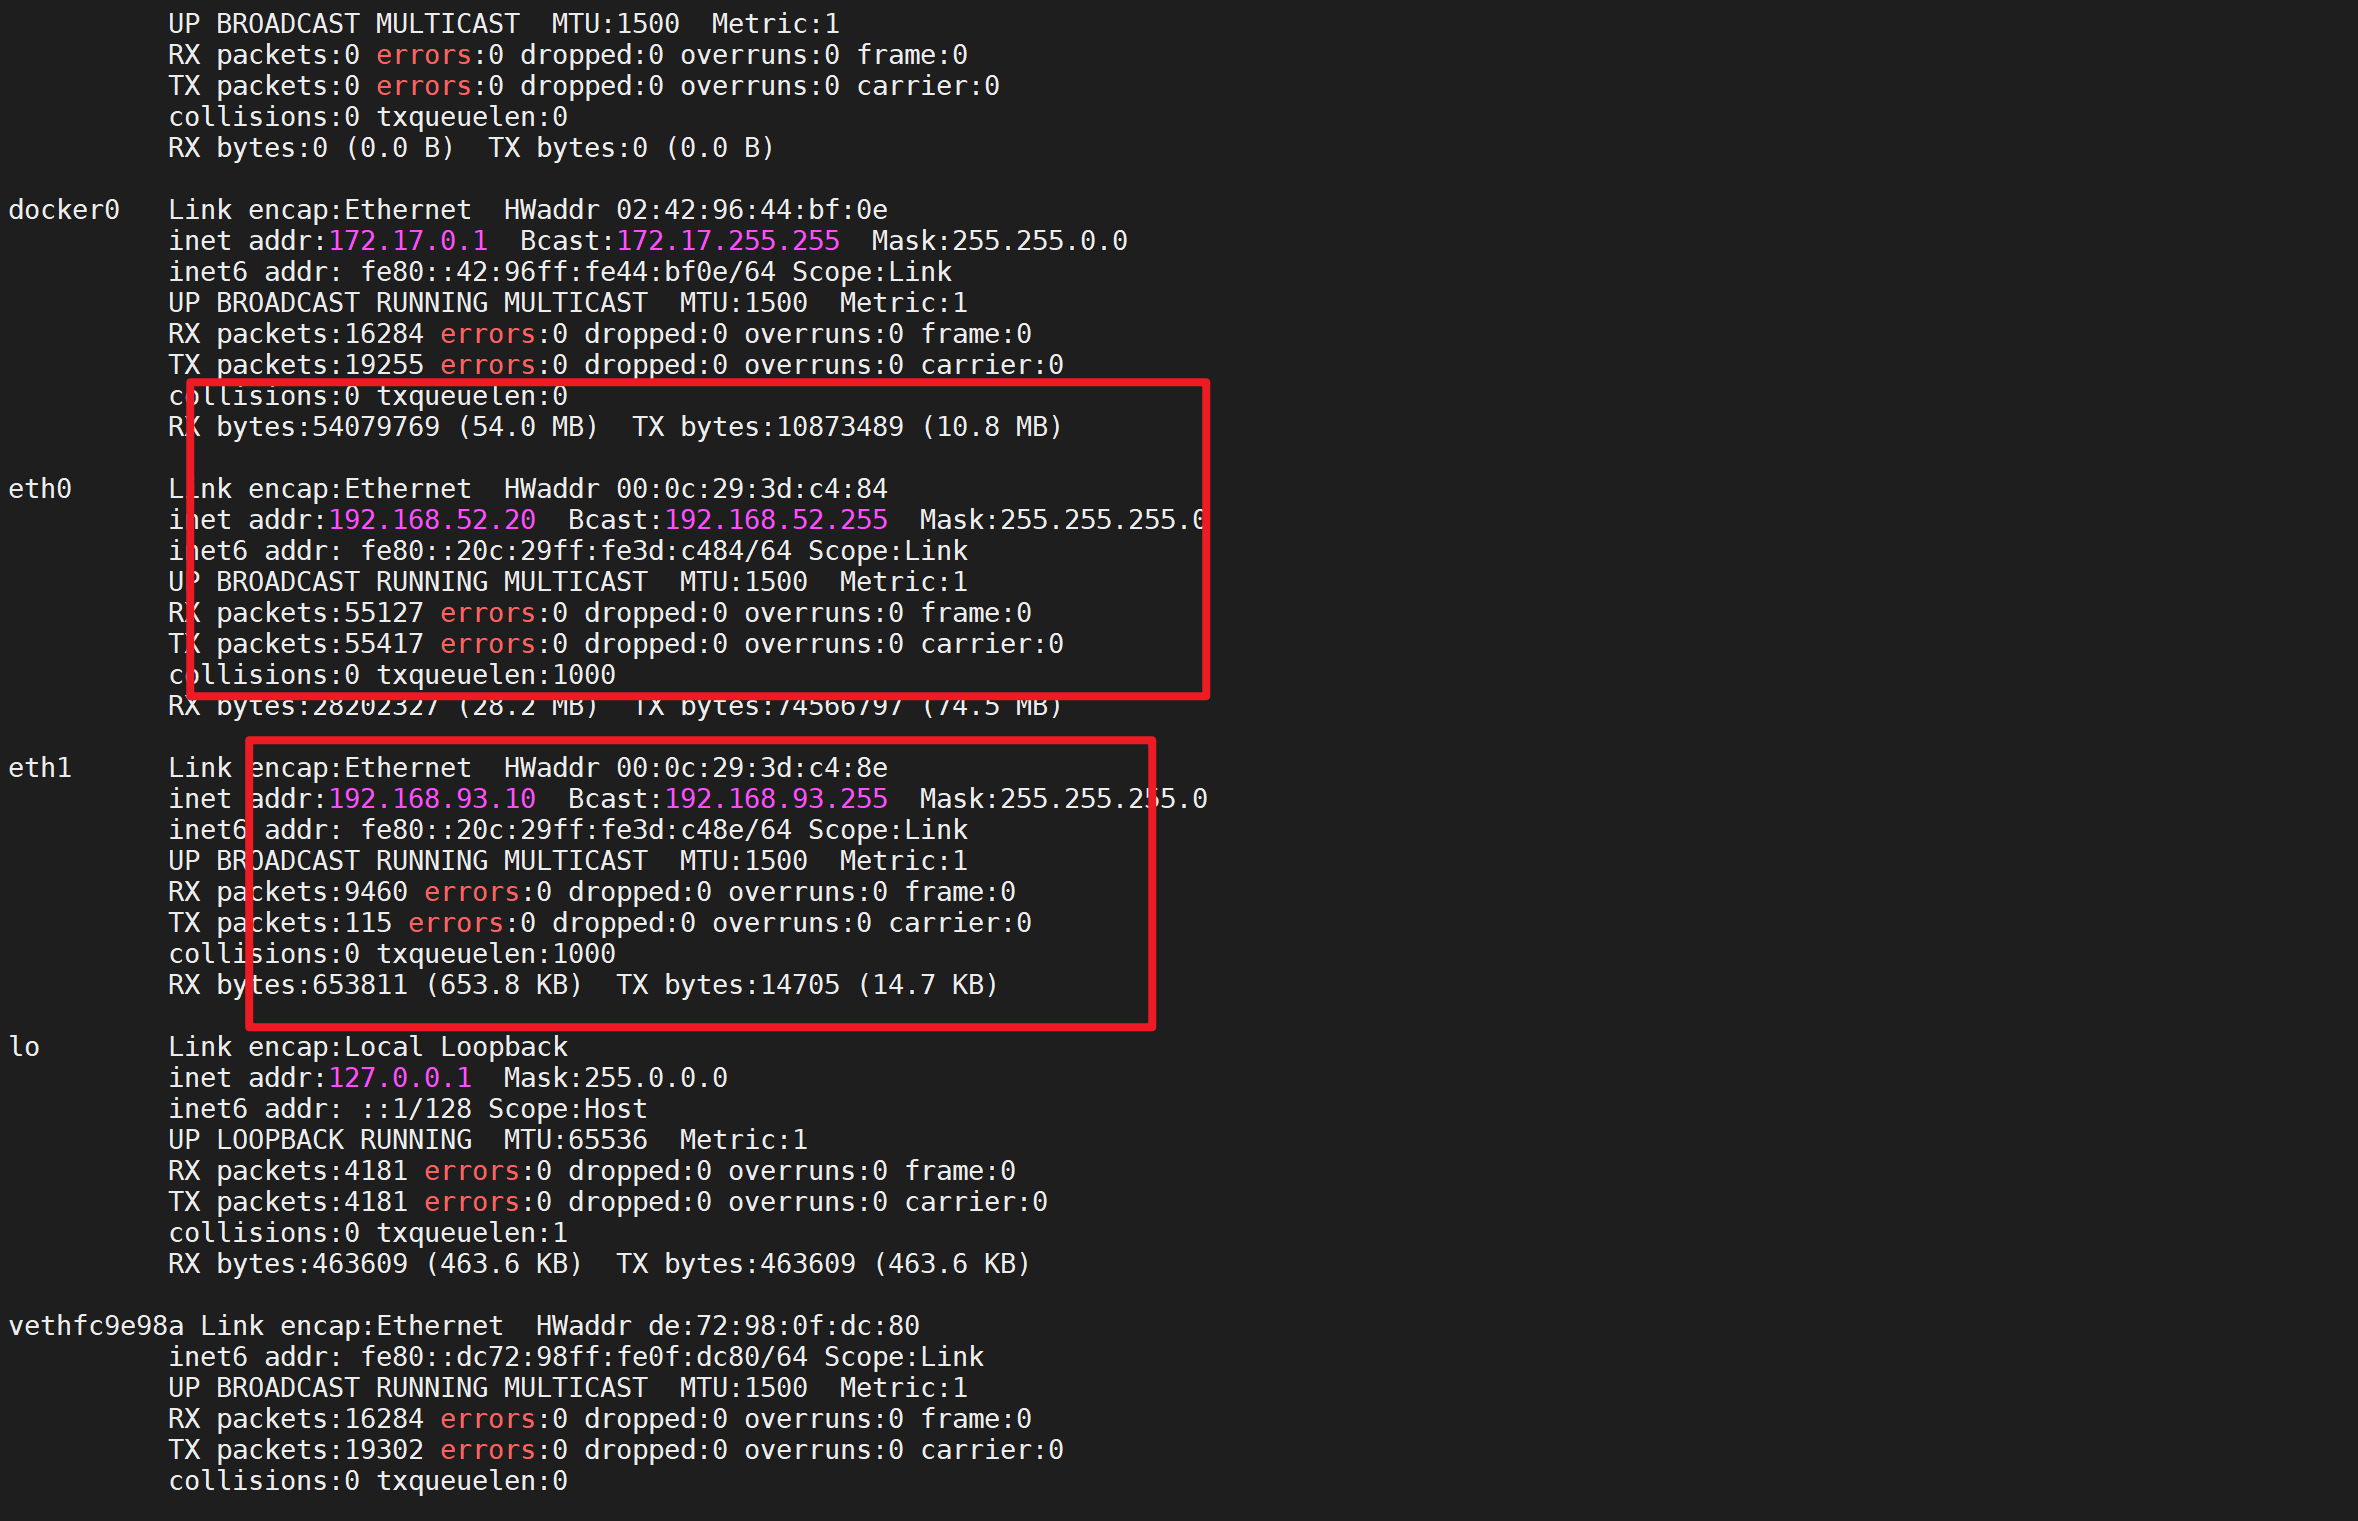 UP BROADCAST MULTICAST  MTU:1500  Metric:1
RX packets:0 errors:0 dropped:0 overruns:0 frame:0
TX packets:0 errors:0 dropped:0 overruns:0 carrier:0
collisions:0 txqueuelen:0
RX bytes:0 (0.0 B)  TX bytes:0 (0.0 B)
docker0   Link encap:Ethernet  HWaddr 02:42:96:44:bf:0e
inet addr:172.17.0.1  Bcast:172.17.255.255  Mask:255.255.0.0
inet6 addr: fe80::42:96ff:fe44:bf0e/64 Scope:Link
UP BROADCAST RUNNING MULTICAST  MTU:1500  Metric:1
RX packets:16284 errors:0 dropped:0 overruns:0 frame:0
TX packets:19255 errors:0 dropped:0 overruns:0 carrier:0
collisions:0 txqueuelen:0
RX bytes:54079769 (54.0 MB)  TX bytes:10873489 (10.8 MB)
eth0      Link encap:Ethernet  HWaddr 00:0c:29:3d:c4:84
inet addr:192.168.52.20  Bcast:192.168.52.255  Mask:255.255.255.0
inet6 addr: fe80::20c:29ff:fe3d:c484/64 Scope:Link
UP BROADCAST RUNNING MULTICAST  MTU:1500  Metric:1
RX packets:55127 errors:0 dropped:0 overruns:0 frame:0
TX packets:55417 errors:0 dropped:0 overruns:0 carrier:0
collisions:0 txqueuelen:1000
RX bytes:28202327 (28.2 MB)  TX bytes:74566797 (74.5 MB)
eth1      Link encap:Ethernet  HWaddr 00:0c:29:3d:c4:8e
inet addr:192.168.93.10  Bcast:192.168.93.255  Mask:255.255.255.0
inet6 addr: fe80::20c:29ff:fe3d:c48e/64 Scope:Link
UP BROADCAST RUNNING MULTICAST  MTU:1500  Metric:1
RX packets:9460 errors:0 dropped:0 overruns:0 frame:0
TX packets:115 errors:0 dropped:0 overruns:0 carrier:0
collisions:0 txqueuelen:1000
RX bytes:653811 (653.8 KB)  TX bytes:14705 (14.7 KB)
lo        Link encap:Local Loopback
inet addr:127.0.0.1  Mask:255.0.0.0
inet6 addr: ::1/128 Scope:Host
UP LOOPBACK RUNNING  MTU:65536  Metric:1
RX packets:4181 errors:0 dropped:0 overruns:0 frame:0
TX packets:4181 errors:0 dropped:0 overruns:0 carrier:0
collisions:0 txqueuelen:1
RX bytes:463609 (463.6 KB)  TX bytes:463609 (463.6 KB)
vethfc9e98a Link encap:Ethernet  HWaddr de:72:98:0f:dc:80
inet6 addr: fe80::dc72:98ff:fe0f:dc80/64 Scope:Link
UP BROADCAST RUNNING MULTICAST  MTU:1500  Metric:1
RX packets:16284 errors:0 dropped:0 overruns:0 frame:0
TX packets:19302 errors:0 dropped:0 overruns:0 carrier:0
collisions:0 txqueuelen:0